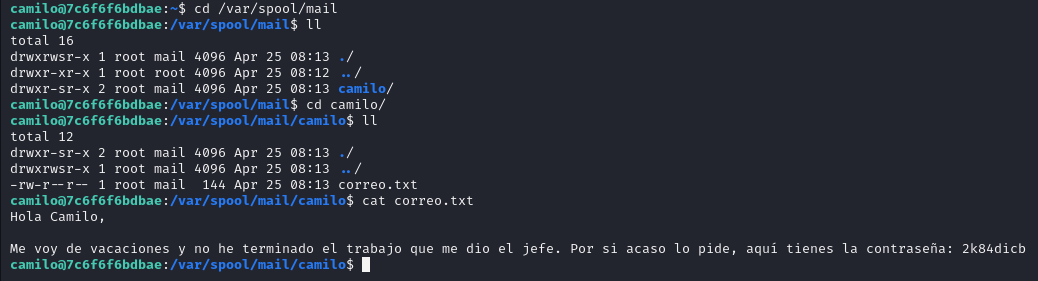 camilo@7c6f6f6bdbae:~$ cd /var/spool/mail
camilo@7c6f6f6bdbae:/var/spool/mail$ ll
total 16
drwxrwsr-x 1 root mail 4096 Apr 25 08:13 ./
drwxr-xr-x 1 root root 4096 Apr 25 08:12 ../
drwxr-sr-x 2 root mail 4096 Apr 25 08:13 camilo/
camilo@7c6f6f6bdbae:/var/spool/mail$ cd camilo/
camilo@7c6f6f6bdbae:/var/spool/mail/camilo$ ll
total 12
drwxr-sr-x 2 root mail 4096 Apr 25 08:13 ./
drwxrwsr-x 1 root mail 4096 Apr 25 08:13 ../
-rw-r--r-- 1 root mail  144 Apr 25 08:13 correo.txt
camilo@7c6f6f6bdbae:/var/spool/mail/camilo$ cat correo.txt
Hola Camilo,
Me voy de vacaciones y no he terminado el trabajo que me dio el jefe. Por si acaso lo pide, aquí tienes la contraseña: 2k84dicb
camilo@7c6f6f6bdbae:/var/spool/mail/camilo$